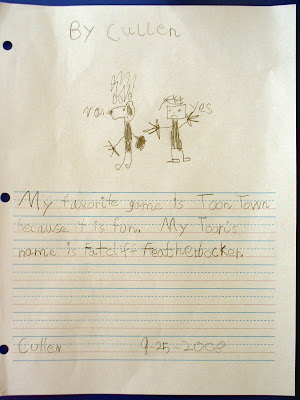 By Cullen
yes
My favorite game is Toon Town
because it is fun. My Toon's
name is Fatcliff Featherbocker.
Cullen 9-25-2008